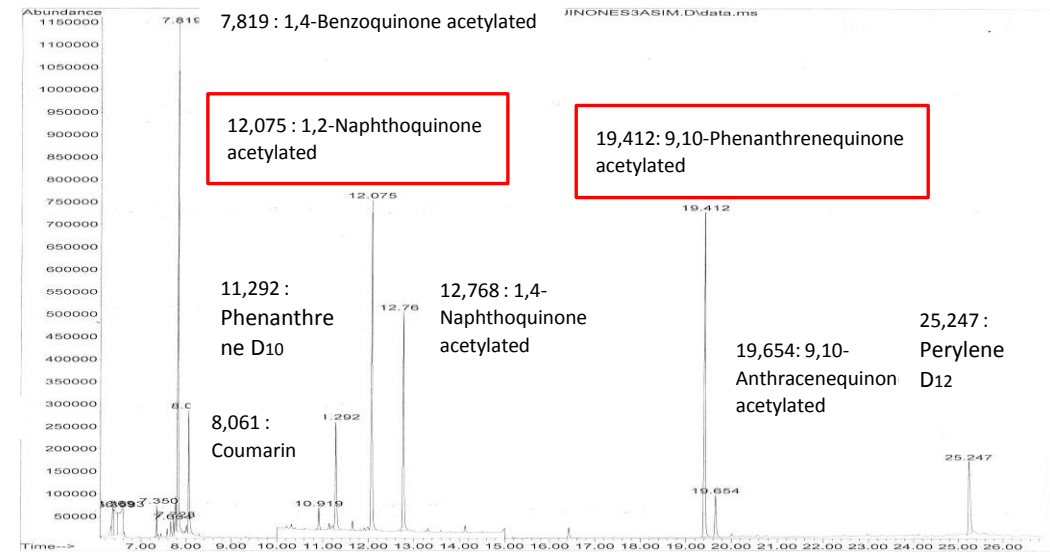 Abundance
7,819 : 1,4-Benzoquinone acetylated
JINONES3ASIM.D\data.ms
1150000
7.819
1100000
1050000
1000000
950000
900000
850000
800000
750000
700000
650000
600000
550000
500000
450000
400000
350000
300000
250000
200000
150000
100000
50000
12,075 : 1,2-Naphthoquinone
acetylated
19,412: 9,10-Phenanthrenequinone
acetylated
12.075
19.412
11,292 :
Phenanthre
ne D10
12,768 : 1,4-
Naphthoquinone
acetylated
12.76
25,247 :
Perylene
D12
19,654: 9,10-
Anthracenequinon
acetylated
8,061 :
Coumarin
1.292
25.247
7.350
10.919
19.654
Time-->
7.00 8.00 9.00 10.00 11.00 12.00 13.00 14.00 15.00 16.00 17.00 18.00 19.00 20.00 21.00 22.00 23.00 24.00 25.00 26.00